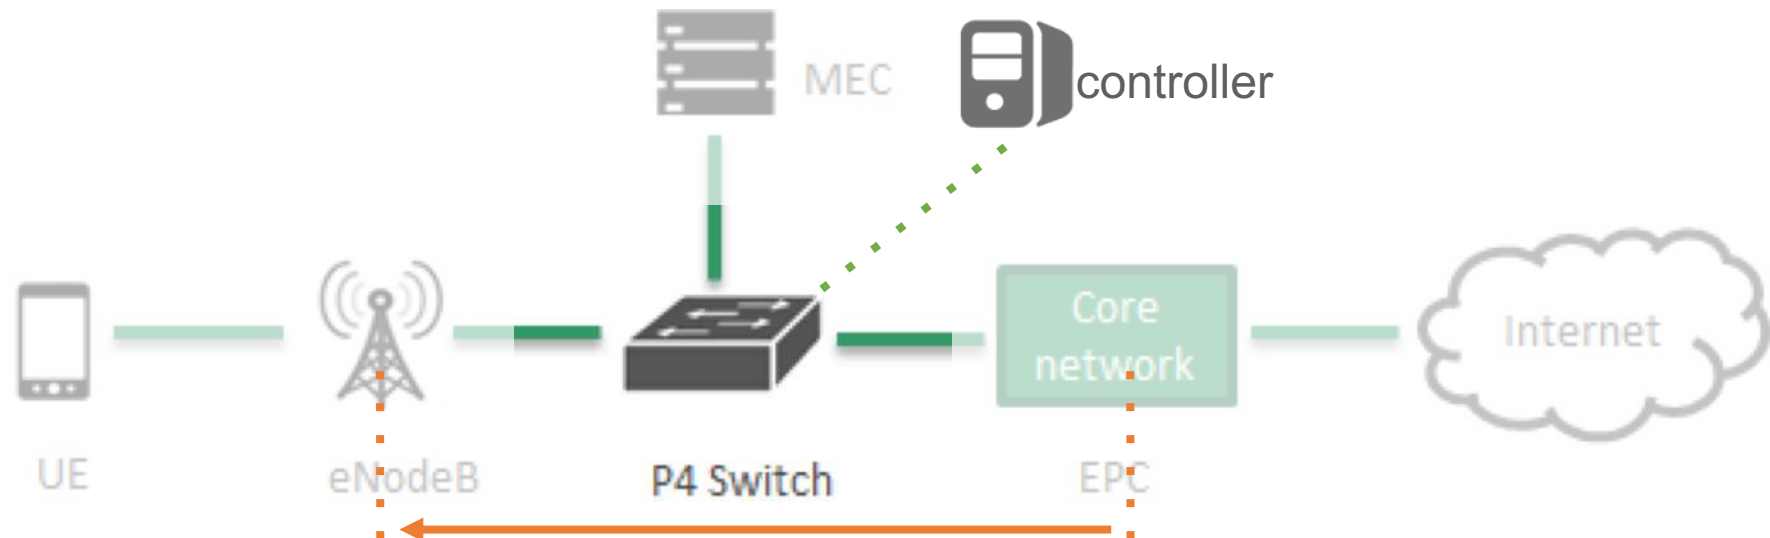 MEC
controller
Core
network
Internet
UE
eNodeB
P4 Switch
EPC